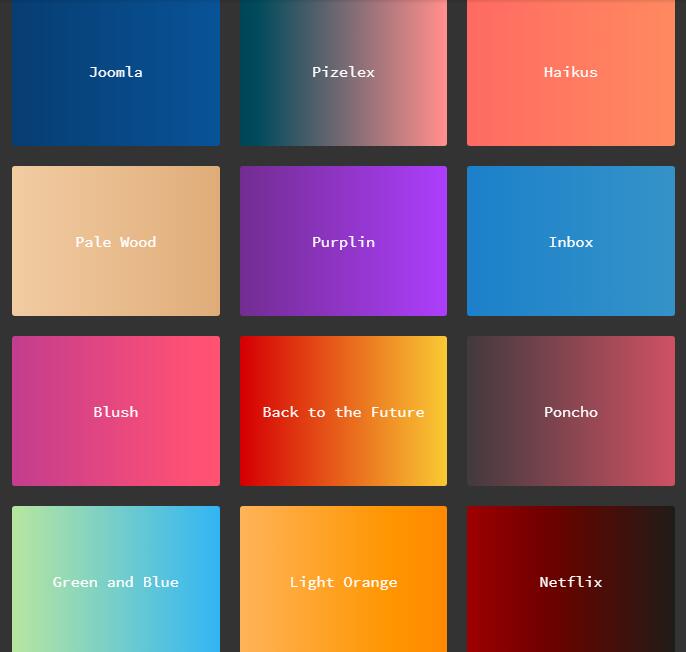 Joomla
Pizelex
Haikus
Pale Wood
Purplin
Inbox
Blush
Back to the Future
Poncho
Green and Blue
Light Orange
Netflix